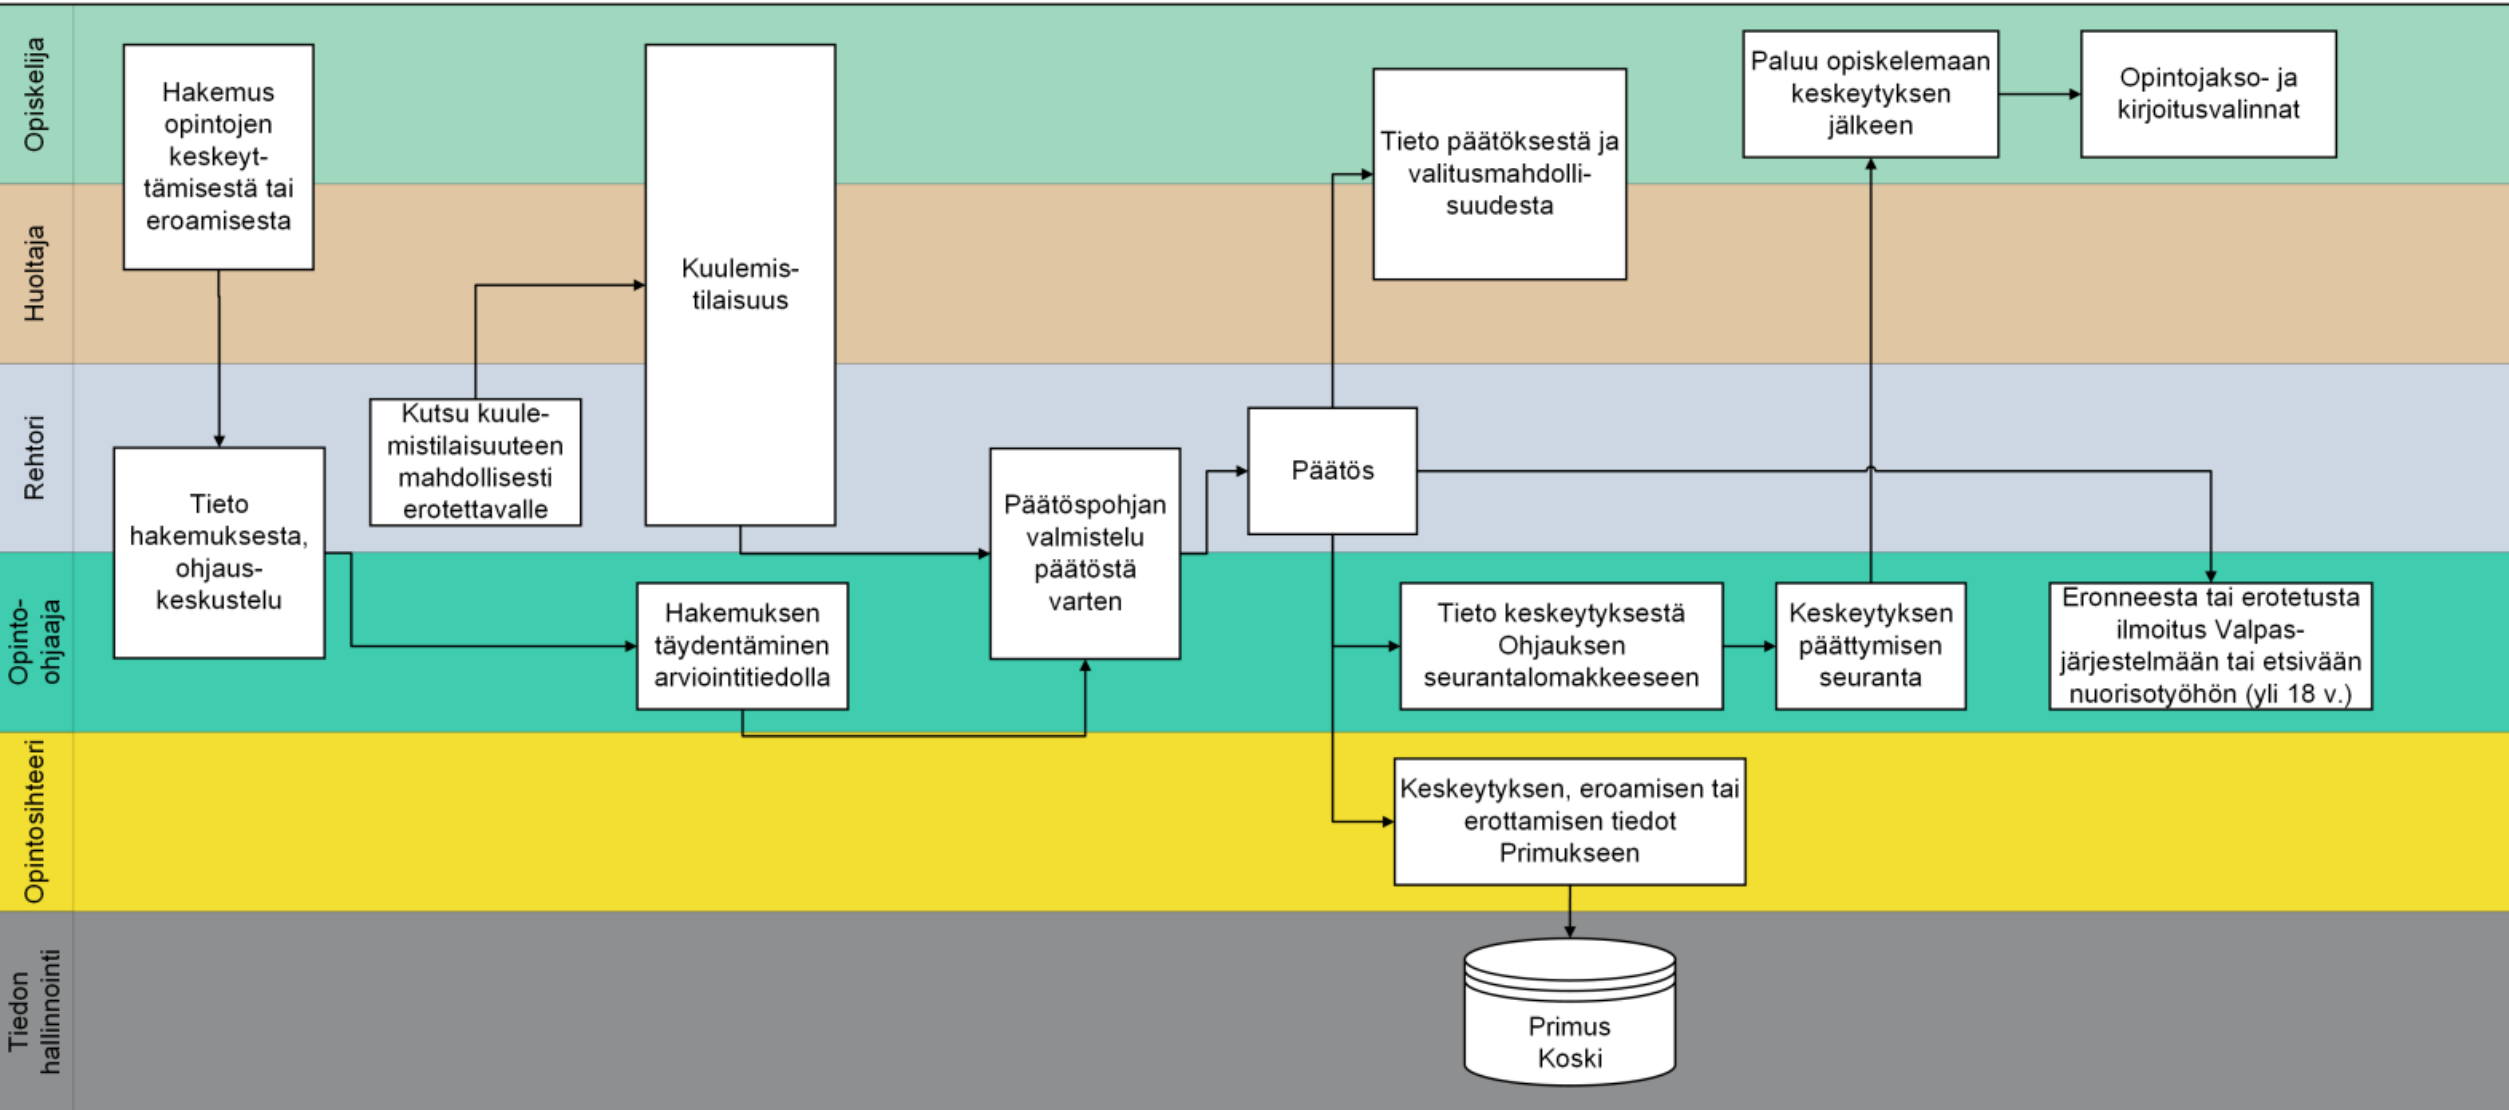 Opiskelija
Huoltaja
Rehtori
Opinto-
ohjaaja
Opintosihteeri
Tiedon
hallinnointi
Hakemus
opintojen
keskeyt-
tämisestä tai
eroamisesta
Tieto
hakemuksesta,
ohjaus-
keskustelu
Kutsu kuule-
mistilaisuuteen
mahdollisesti
erotettavalle
Kuulemis-
tilaisuus
Hakemuksen
täydentäminen
arviointitiedolla
Päätöspohjan
valmistelu
päätöstä
varten
Päätös
Tieto päätöksestä ja
valitusmahdolli-
suudesta
Tieto keskeytyksestä
Ohjauksen
seurantalomakkeeseen
Keskeytyksen
päättymisen
seuranta
Paluu opiskelemaan
keskeytyksen
jälkeen
Opintojakso- ja
kirjoitusvalinnat
Eronneesta tai erotetusta
ilmoitus Valpas-
järjestelmään tai etsivään
nuorisotyöhön (yli 18 v.)
Keskeytyksen, eroamisen tai
erottamisen tiedot
Primukseen
Primus
Koski